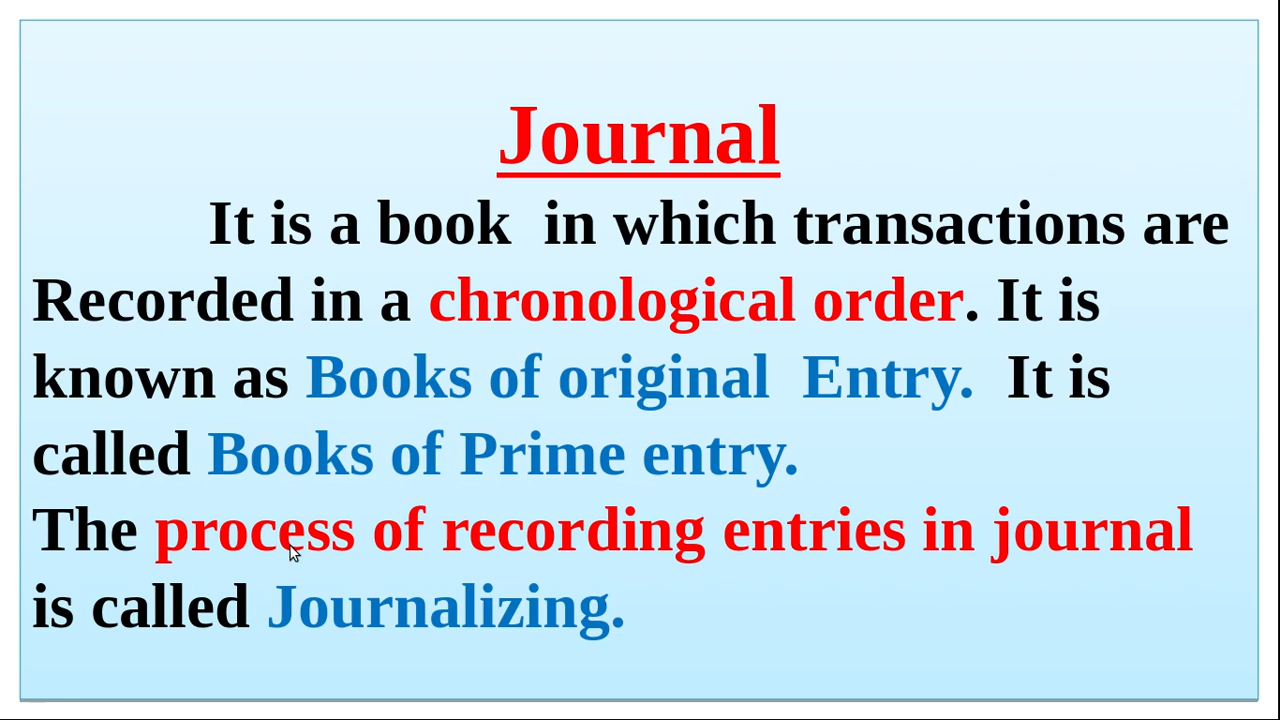 Journal
It is a book  in which transactions are
Recorded in a chronological order. It is
known as Books of original  Entry.  It is
called Books of Prime entry.
The process of recording entries in journal
is called Journalizing.